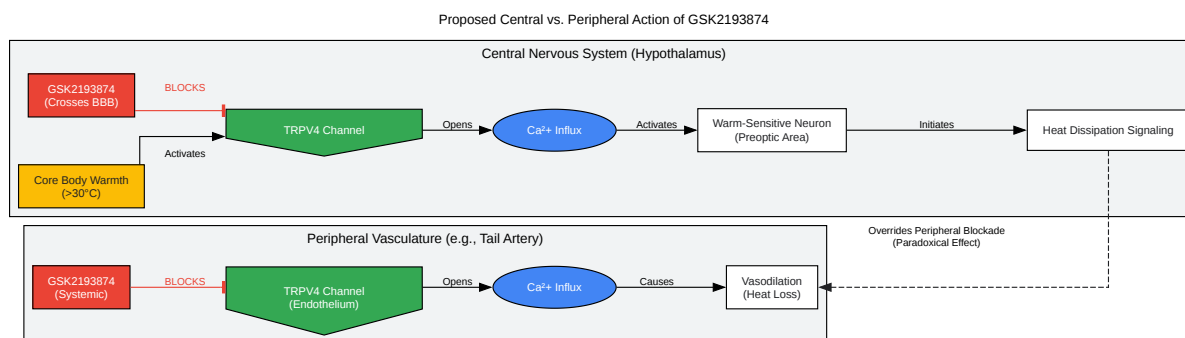 Proposed Central vs. Peripheral Action of GSK2193874
Central Nervous System (Hypothalamus)
GSK2193874
(Crosses BBB)
BLOCKS
Core Body Warmth
(>30°C)
Activates
TRPV4 Channel
Opens
Ca²+ Influx
Activates
Warm-Sensitive Neuron
(Preoptic Area)
Initiates
Heat Dissipation Signaling
Overrides Peripheral Blockade
(Paradoxical Effect)
Peripheral Vasculature (e.g., Tail Artery)
GSK2193874
(Systemic)
BLOCKS
TRPV4 Channel
(Endothelium)
Opens
Ca²+ Influx
Causes
Vasodilation
(Heat Loss)